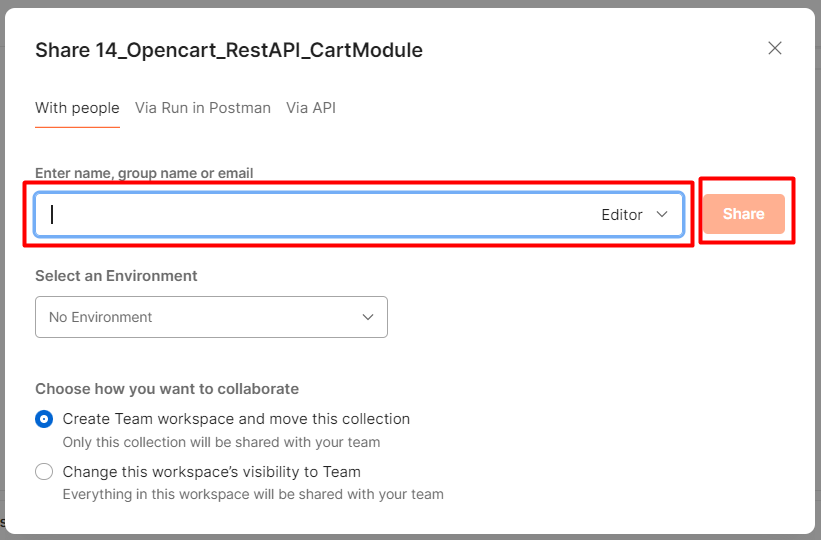 Share 14_Opencart_RestAPI_CartModule
With people Via Run in Postman Via API
Enter name, group name or email
Editor Share
Select an Environment
No Environment
Choose how you want to collaborate
Create Team workspace and move this collection
Only this collection will be shared with your team
Change this workspace's visibility to Team
Everything in this workspace will be shared with your team